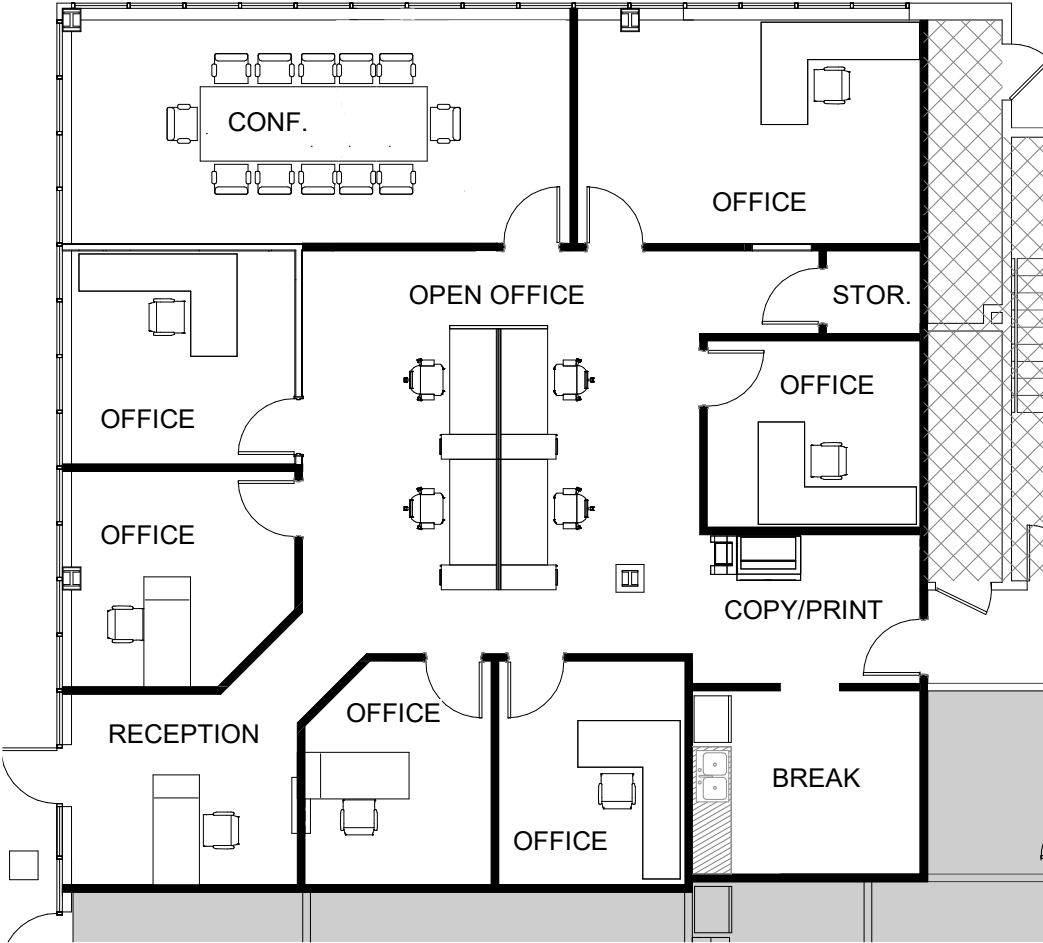 CONF.
OFFICE
OPEN OFFICE
STOR.
OFFICE
OFFICE
OFFICE
COPY/PRINT
OFFICE
RECEPTION
BREAK
OFFICE